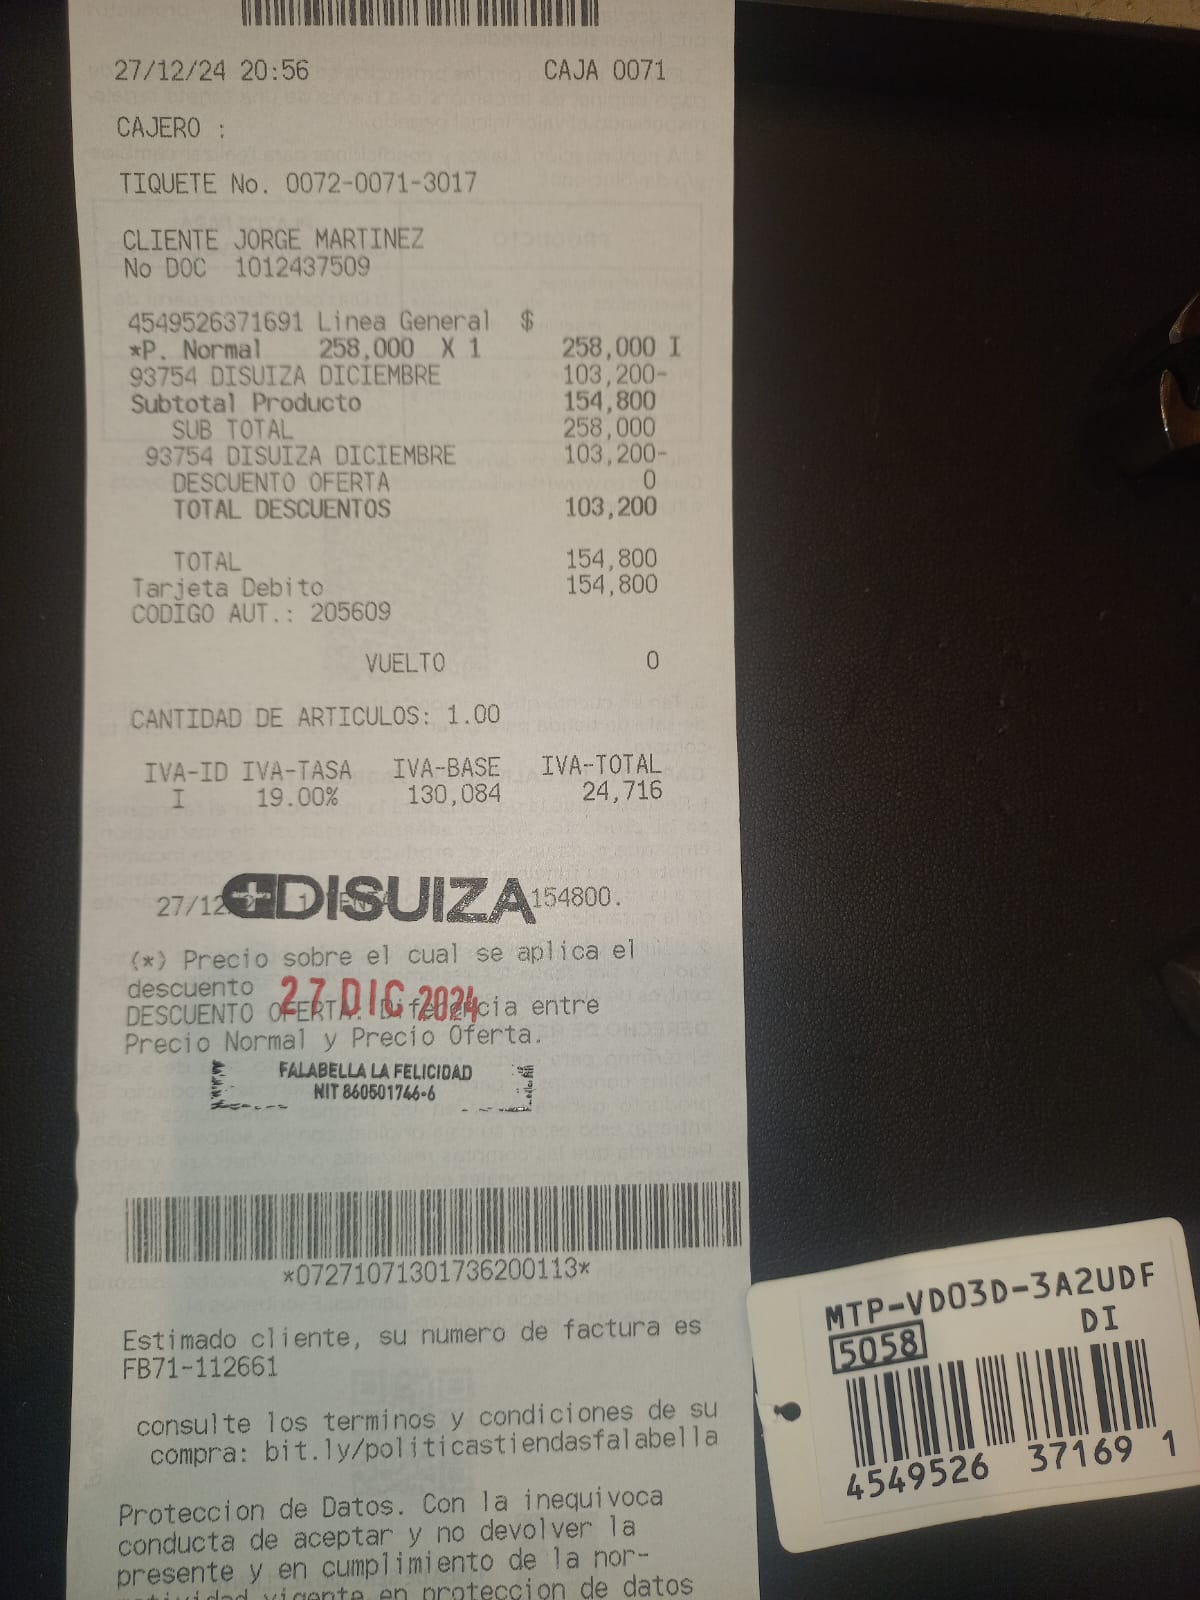 27/12/24 20:56 CAJA 0071
CAJERO :
TIQUETE No. 0072-0071-3017
CLIENTE JORGE MARTINEZ
No DOC 1012437509
4549526371691 Linea General $
*P. Normal 258,000 X 1 258,000 I
93754 DISUIZA DICIEMBRE 103,200-
Subtotal Producto 154,800
SUB TOTAL 258,000
93754 DISUIZA DICIEMBRE 103,200-
DESCUENTO OFERTA 0
TOTAL DESCUENTOS 103,200
TOTAL 154,800
Tarjeta Debito 154,800
CODIGO AUT.: 205609
VUELTO 0
CANTIDAD DE ARTICULOS: 1.00
IVA-ID IVA-TASA IVA-BASE IVA-TOTAL
I 19.00% 130,084 24,716
27/12 DISUIZA 154800.
(*) Precio sobre el cual se aplica el
descuento 27 DIC 2024
DESCUENTO OFERTA: Diferencia entre
Precio Normal y Precio Oferta.
FALABELLA LA FELICIDAD
NIT 860501746-6
*07271071301736200113*
Estimado cliente, su numero de factura es
FB71-112661
consulte los terminos y condiciones de su
compra: bit.ly/politicastiendasfalabella
Proteccion de Datos. Con la inequivoca
conducta de aceptar y no devolver la
presente y en cumplimiento de la nor-
vigente en proteccion de datos
MTP-VD03D-3A2UDF
DI
5058
4549526 37169 1